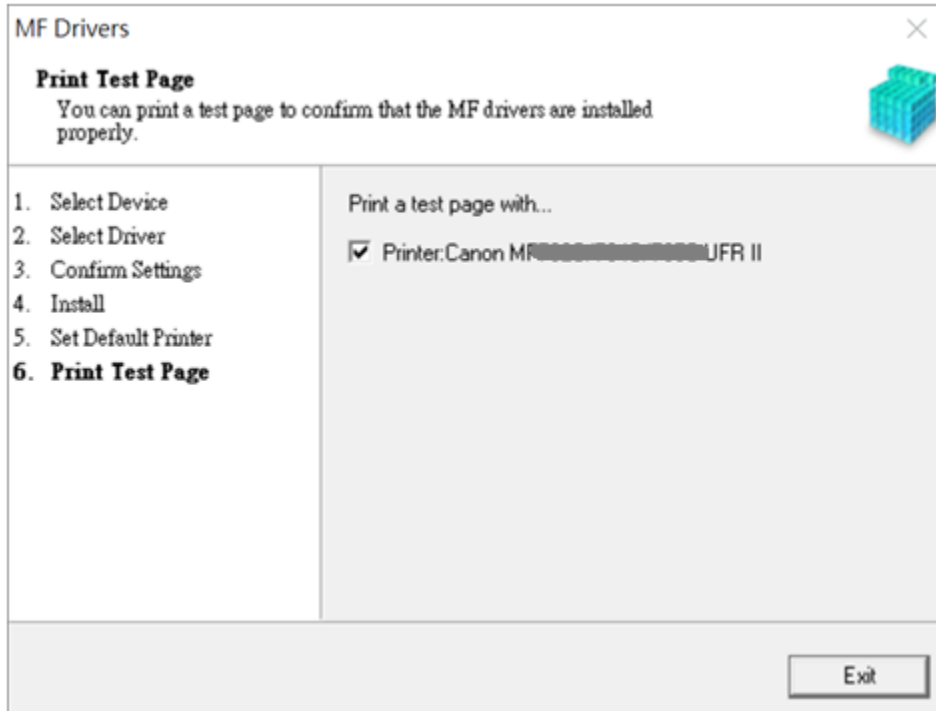 MF Drivers
Print Test Page
You can print a test page to confirm that the MF drivers are installed
properly.
1. Select Device
2. Select Driver
3. Confirm Settings
4. Install
5. Set Default Printer
6. Print Test Page
Print a test page with...
Printer:Canon UFR II
Exit